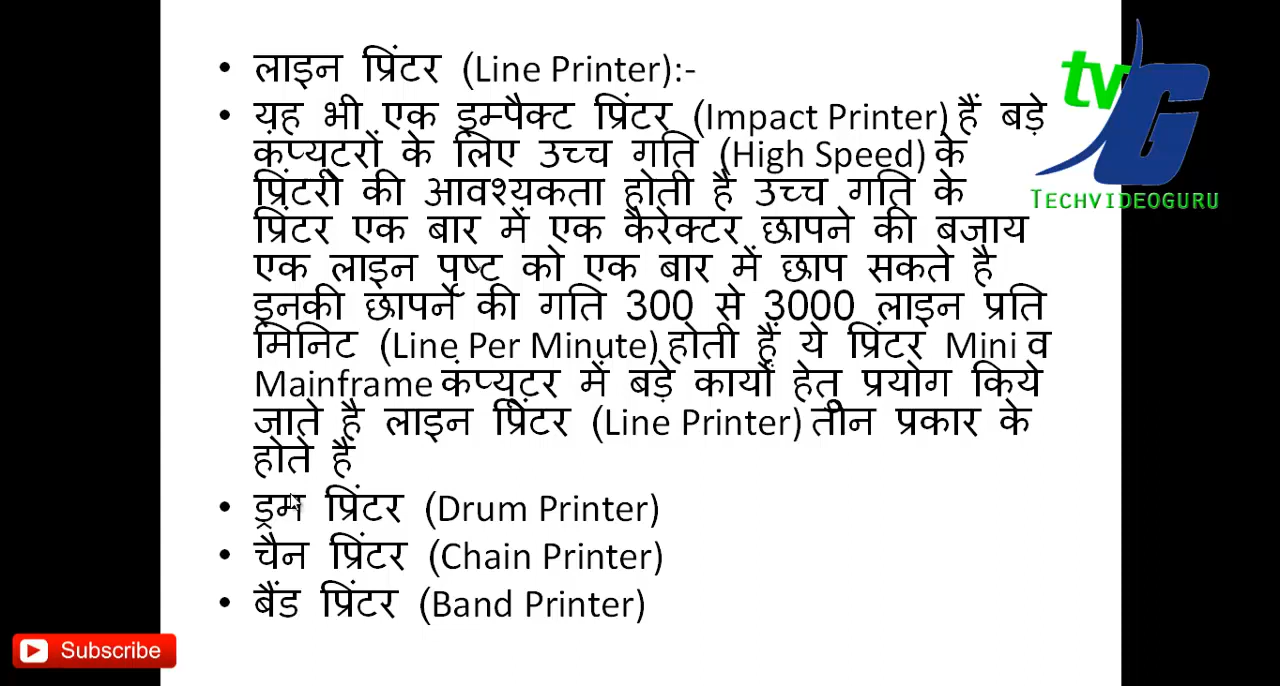 • लाइन प्रिंटर (Line Printer):-
• यह भी एक इम्पैक्ट प्रिंटर (Impact Printer) हैं बड़े
कंप्यूटरों के लिए उच्च गति (High Speed) के
प्रिंटरों की आवश्यकता होती है उच्च गति के
प्रिंटर एक बार में एक कैरेक्टर छापने की बजाय
एक लाइन पृष्ट को एक बार में छाप सकते है
इनकी छापने की गति 300 से 3000 लाइन प्रति
मिनिट (Line Per Minute) होती हैं ये प्रिंटर Mini व
Mainframe कंप्यूटर में बड़े कार्यों हेतु प्रयोग किये
जाते है लाइन प्रिंटर (Line Printer) तीन प्रकार के
होते है
• ड्रम प्रिंटर (Drum Printer)
• चैन प्रिंटर (Chain Printer)
• बैंड प्रिंटर (Band Printer)
tvG
TECHVIDEOGURU
Subscribe